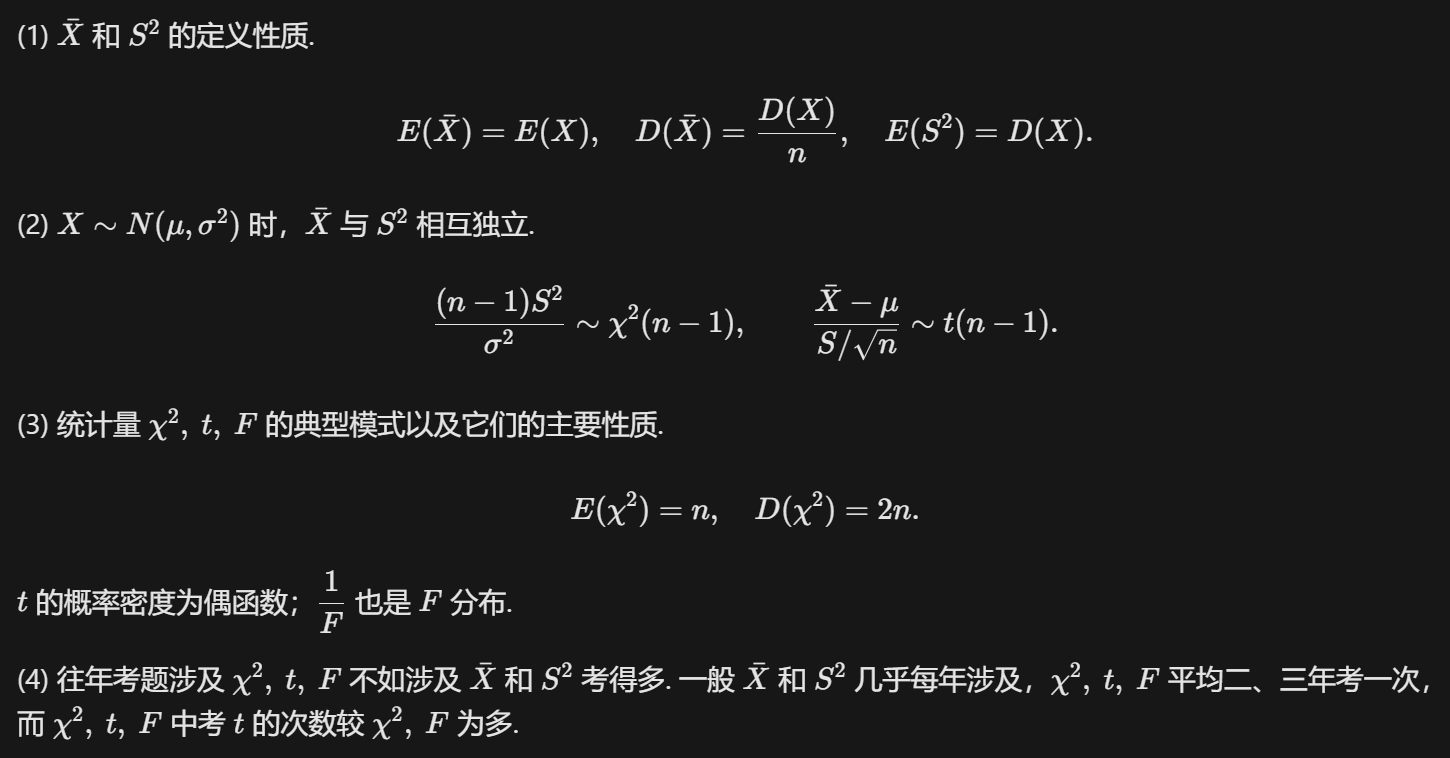 (1) X̄ 和 S² 的定义性质.
E(X̄) = E(X), D(X̄) = D(X)/n, E(S²) = D(X).
(2) X ∼ N(μ, σ²) 时，X̄ 与 S² 相互独立.
(n − 1)S²/σ² ∼ χ²(n − 1), (X̄ − μ)/(S/√n) ∼ t(n − 1).
(3) 统计量 χ², t, F 的典型模式以及它们的主要性质.
E(χ²) = n, D(χ²) = 2n.
t 的概率密度为偶函数；1/F 也是 F 分布.
(4) 往年考题涉及 χ², t, F 不如涉及 X̄ 和 S² 考得多. 一般 X̄ 和 S² 几乎每年涉及，χ², t, F 平均二、三年考一次，
而 χ², t, F 中考 t 的次数较 χ², F 为多.